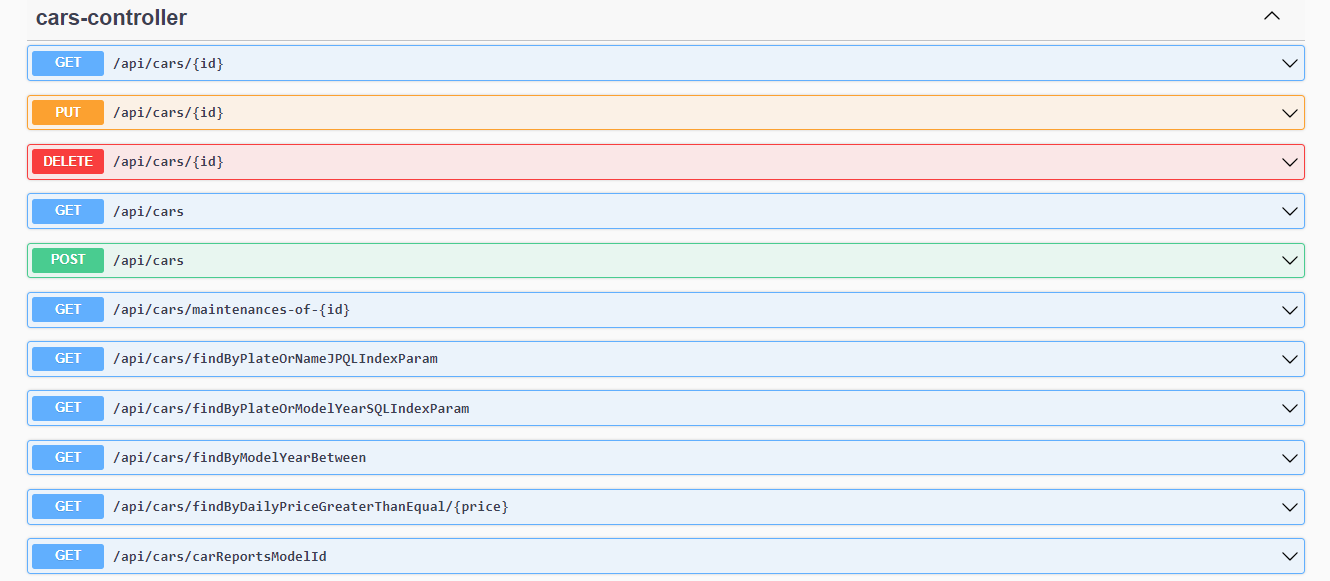 cars-controller
GET /api/cars/{id}
PUT /api/cars/{id}
DELETE /api/cars/{id}
GET /api/cars
POST /api/cars
GET /api/cars/maintenances-of-{id}
GET /api/cars/findByPlateOrNameJPQLIndexParam
GET /api/cars/findByPlateOrModelYearSQLIndexParam
GET /api/cars/findByModelYearBetween
GET /api/cars/findByDailyPriceGreaterThanEqual/{price}
GET /api/cars/carReportsModelId